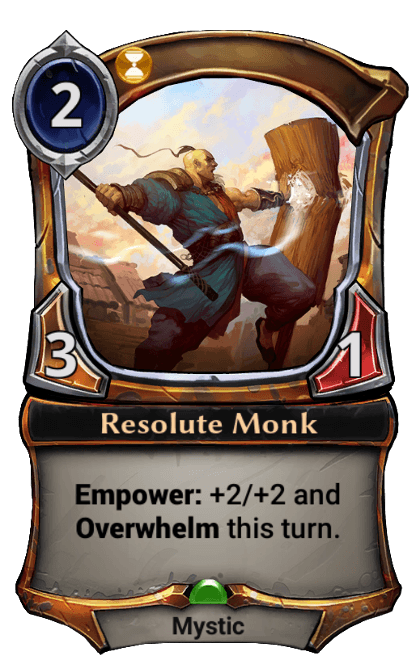 2
3
1
Resolute Monk
Empower: +2/+2 and
Overwhelm this turn.
Mystic